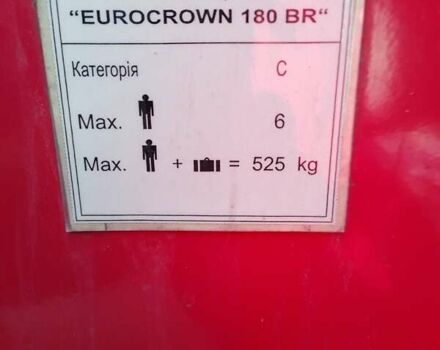 "EUROCROWN 180 BR"
Категорія C
Max. 6
Max. + = 525 kg